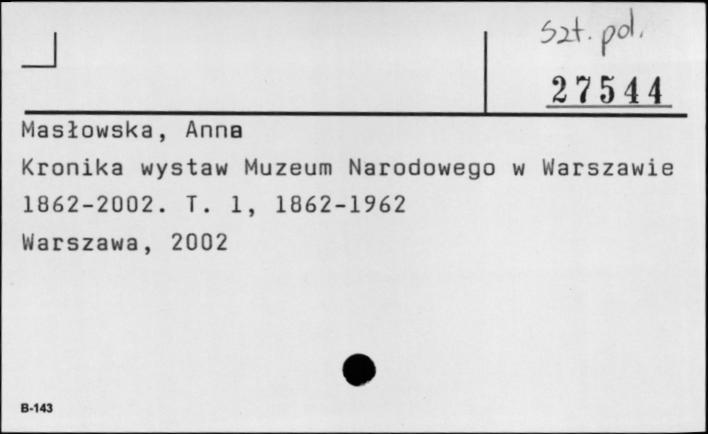 szt. pol.
27544
Masłowska, Anna
Kronika wystaw Muzeum Narodowego w Warszawie
1862-2002. T. 1, 1862-1962
Warszawa, 2002
B-143